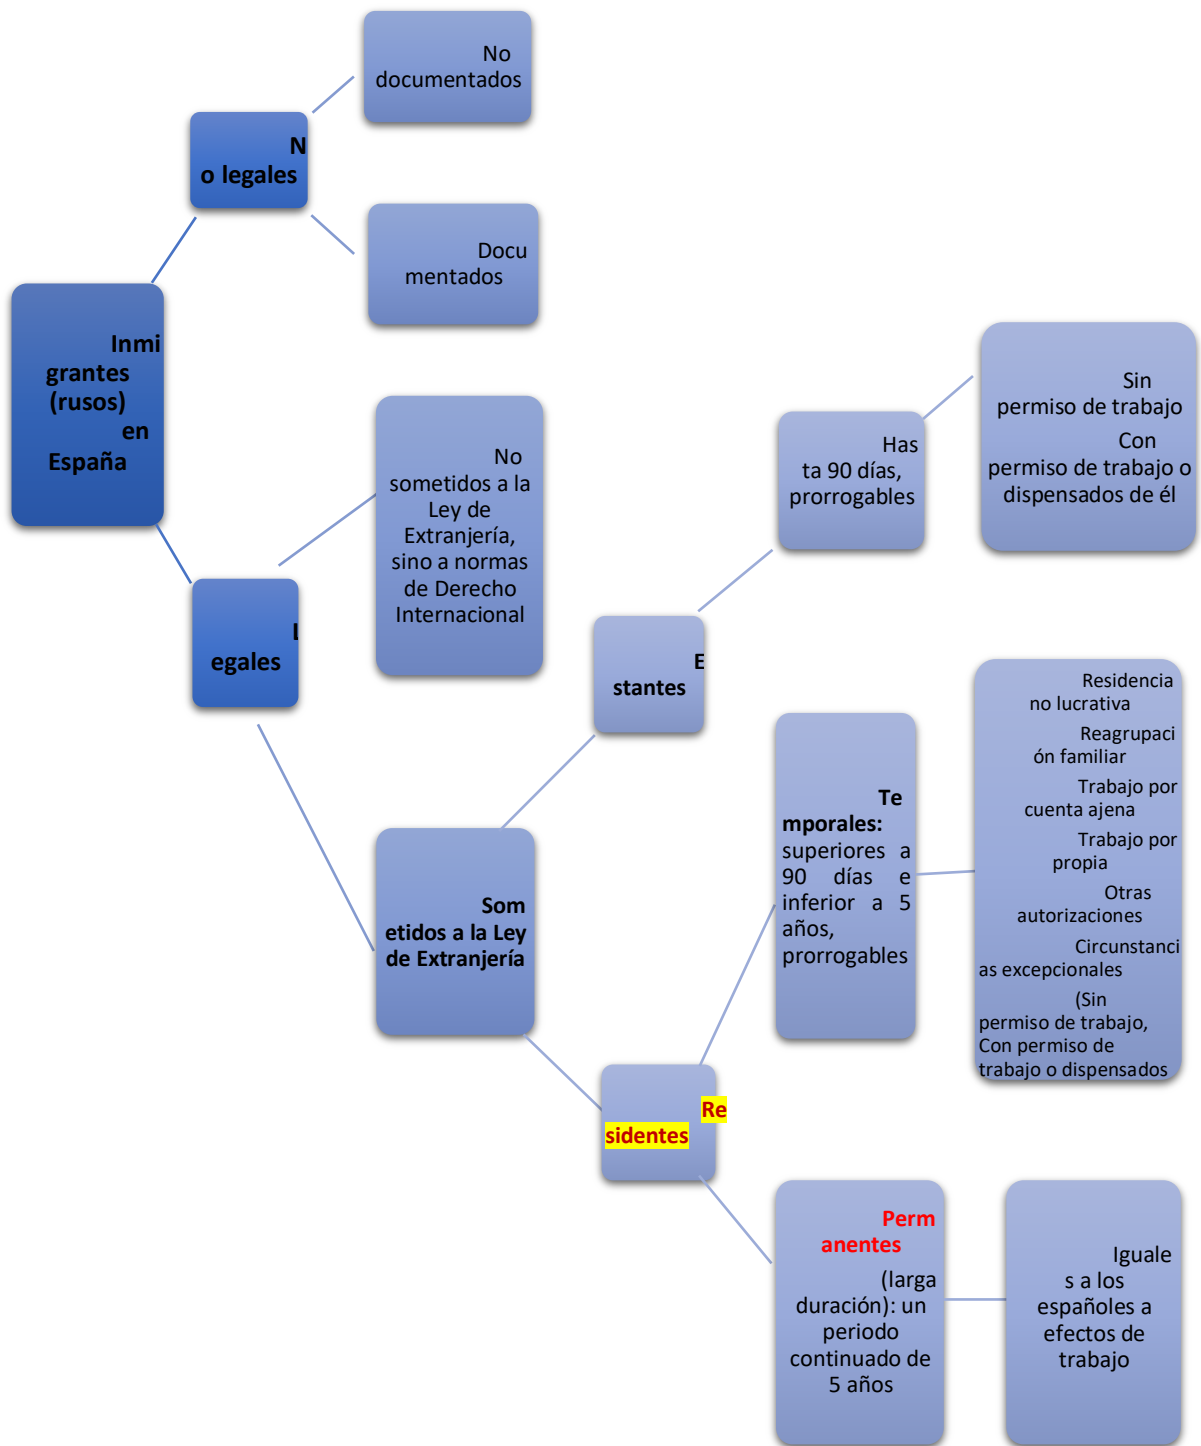 No
documentados
N
o legales
Docu
mentados
Inmi
grantes
(rusos)
en
España
No
sometidos a la
Ley de
Extranjería,
sino a normas
de Derecho
Internacional
L
egales
Sin
permiso de trabajo
Con
permiso de trabajo o
dispensados de él
Has
ta 90 días,
prorrogables
E
stantes
Residencia
no lucrativa
Reagrupaci
ón familiar
Trabajo por
cuenta ajena
Trabajo por
propia
Otras
autorizaciones
Circunstanci
as excepcionales
(Sin
permiso de trabajo,
Con permiso de
trabajo o dispensados
Te
mporales:
superiores a
90 días e
inferior a 5
años,
prorrogables
Som
etidos a la Ley
de Extranjería
Re
sidentes
Perm
anentes
(larga
duración): un
periodo
continuado de
5 años
Iguale
s a los
españoles a
efectos de
trabajo